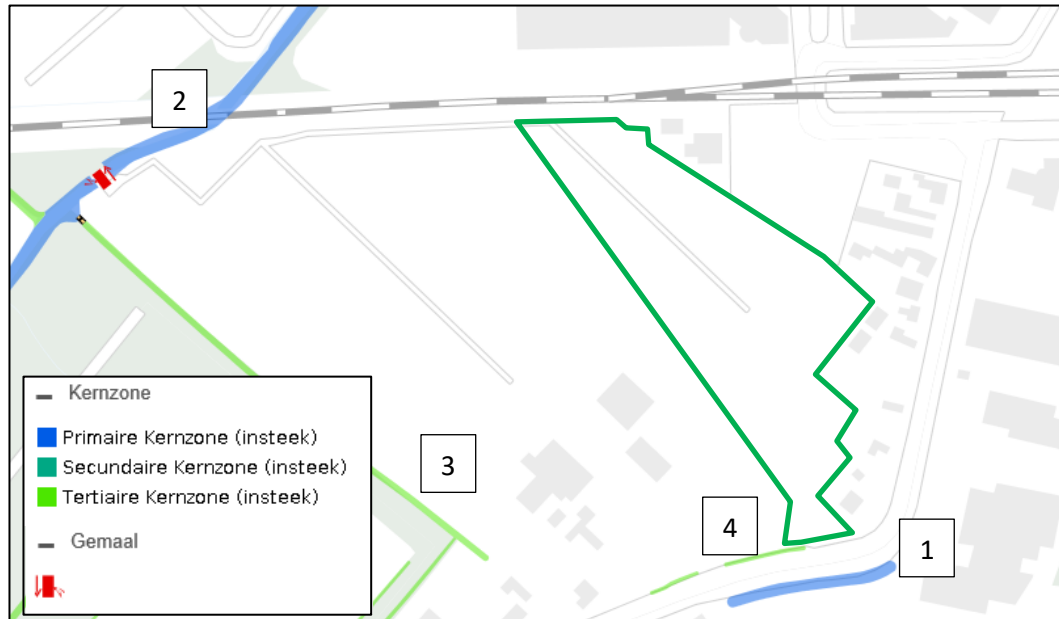 2
3
4
1
Kernzone
Primaire Kernzone (insteek)
Secundaire Kernzone (insteek)
Tertiaire Kernzone (insteek)
Gemaal